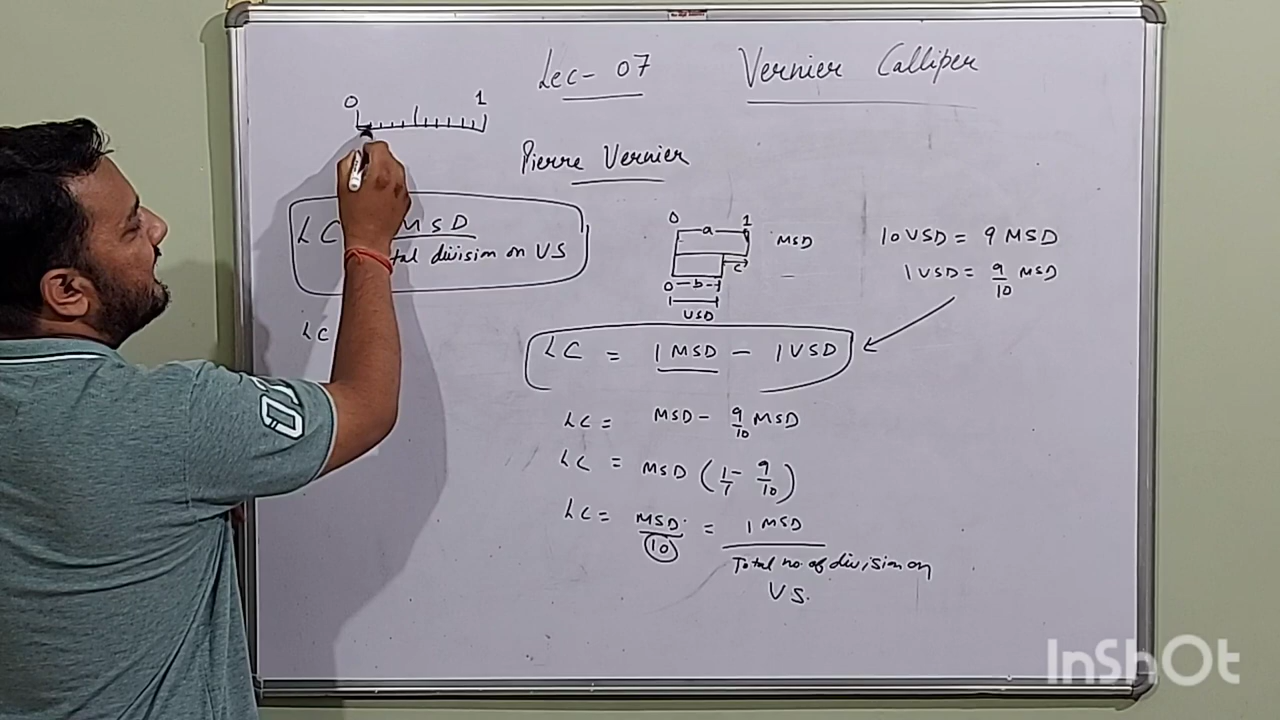 Lec- 07
Vernier Calliper
0 1
Pierre Vernier
LC MSD
tal division on VS
LC
0 a 1
MSD
c
0 b 1
VSD
10 VSD = 9 MSD
1 VSD = 9/10 MSD
LC = 1 MSD - 1 VSD
LC = MSD - 9/10 MSD
LC = MSD (1/1 - 9/10)
LC = MSD/10 = 1 MSD / Total no. of division on VS.
InShOt